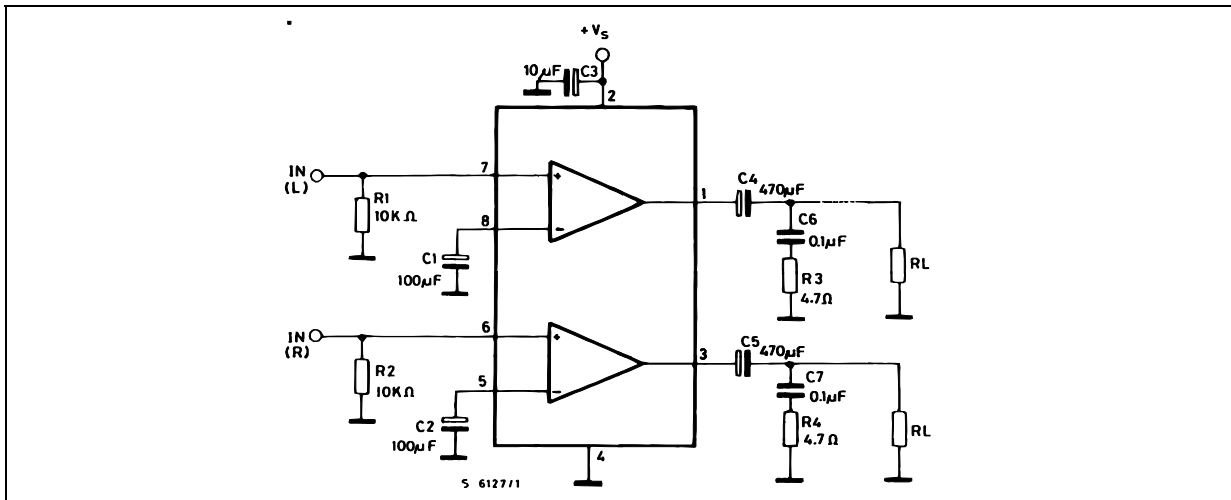 + Vs
10µF C3
2
IN
(L)
7
R1
10KΩ
+
8
-
C1
100µF
1
C4
470µF
C6
0.1µF
R3
4.7Ω
RL
IN
(R)
6
R2
10KΩ
+
5
-
C2
100µF
3
C5
470µF
C7
0.1µF
R4
4.7Ω
RL
4
S 6127/1